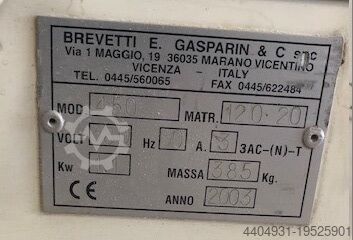 BREVETTI E. GASPARIN & C snc
Via 1 MAGGIO, 19 36035 MARANO VICENTINO
VICENZA - ITALY
TEL. 0445/560065 FAX 0445/622484
MOD. MATR. 120·20
VOLT Hz A. 3 3AC-(N)-T
Kw MASSA 385 Kg.
CE ANNO 2003
4404931-19525901